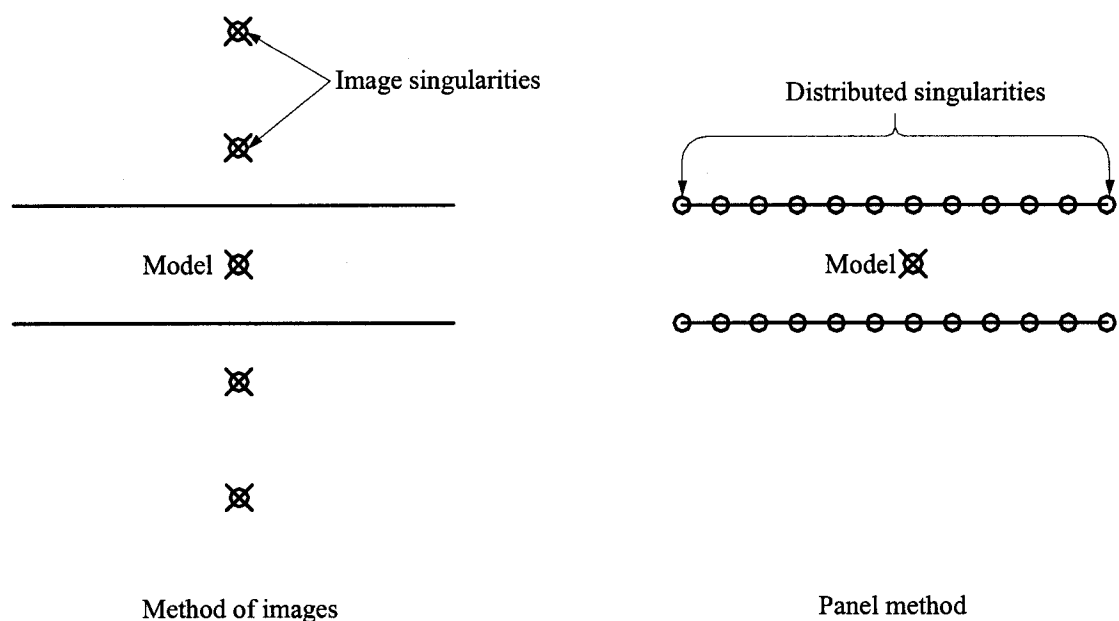 Image singularities
Distributed singularities
Model
Model
Method of images
Panel method